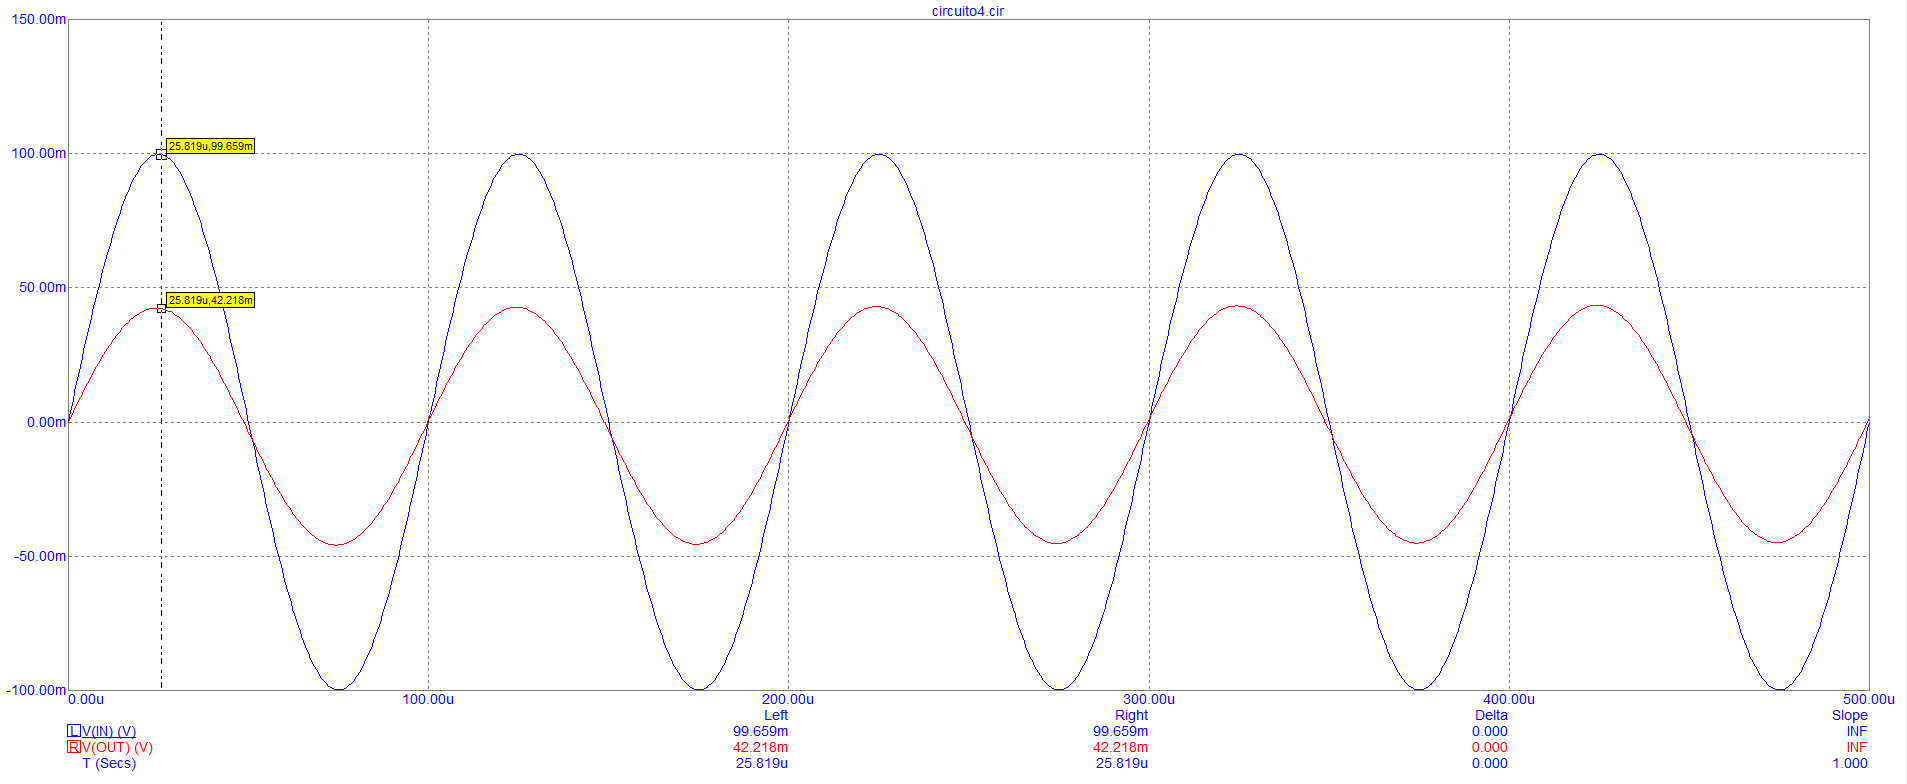 circuito4.cir
150.00m
25.819u,99.659m
100.00m
50.00m
25.819u,42.218m
0.00m
-50.00m
-100.00m
0.00u 100.00u 200.00u 300.00u 400.00u 500.00u
Left Right Delta Slope
L V(IN) (V) 99.659m 99.659m 0.000 INF
R V(OUT) (V) 42.218m 42.218m 0.000 INF
T (Secs) 25.819u 25.819u 0.000 1.000